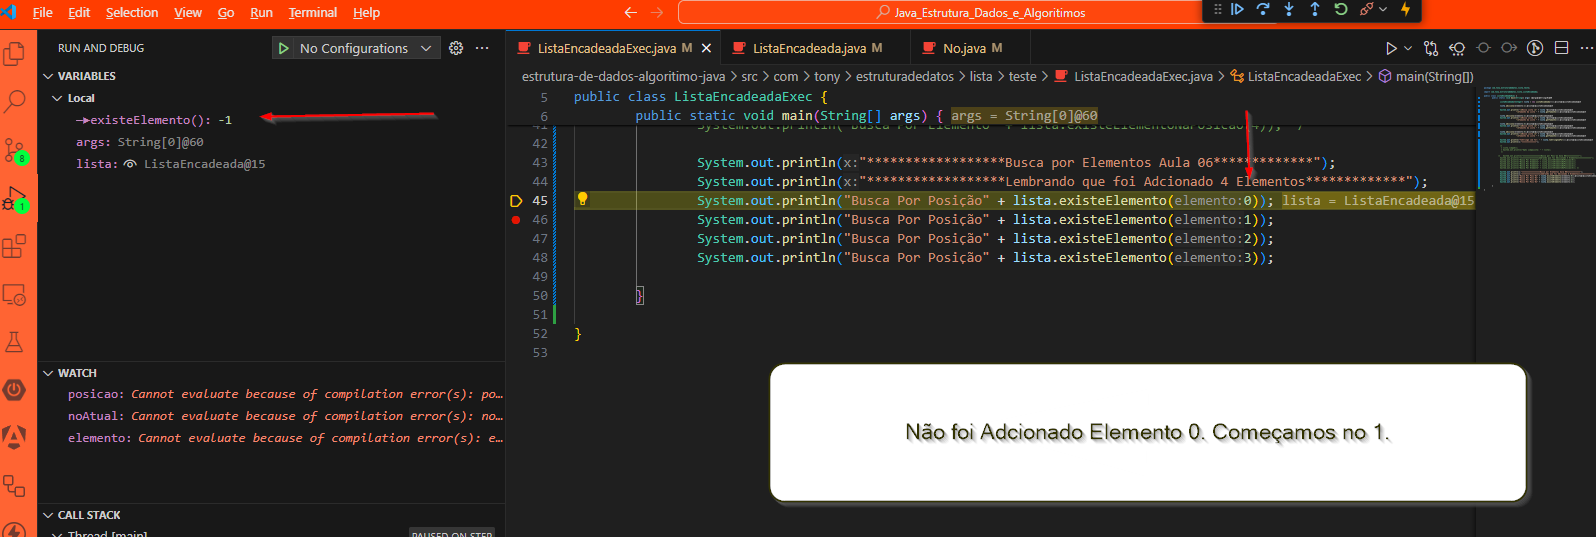 File Edit Selection View Go Run Terminal Help
Java_Estrutura_Dados_e_Algoritimos
RUN AND DEBUG
No Configurations
VARIABLES
Local
existeElemento(): -1
args: String[0]@60
lista: ListaEncadeada@15
WATCH
posicao: Cannot evaluate because of compilation error(s): po…
noAtual: Cannot evaluate because of compilation error(s): no…
elemento: Cannot evaluate because of compilation error(s): e…
CALL STACK
Thread [main]
PAUSED ON STEP
8
1
ListaEncadeadaExec.java M
ListaEncadeada.java M
No.java M
estrutura-de-dados-algoritimo-java > src > com > tony > estruturadedatos > lista > teste > ListaEncadeadaExec.java > ListaEncadeadaExec > main(String[])
5 public class ListaEncadeadaExec {
6 public static void main(String[] args) { args = String[0]@60
42
43 System.out.println(x:"******************Busca por Elementos Aula 06*************");
44 System.out.println(x:"******************Lembrando que foi Adcionado 4 Elementos*************");
45 System.out.println("Busca Por Posição" + lista.existeElemento(elemento:0)); lista = ListaEncadeada@15
46 System.out.println("Busca Por Posição" + lista.existeElemento(elemento:1));
47 System.out.println("Busca Por Posição" + lista.existeElemento(elemento:2));
48 System.out.println("Busca Por Posição" + lista.existeElemento(elemento:3));
49
50 }
51
52 }
53
Não foi Adcionado Elemento 0. Começamos no 1.